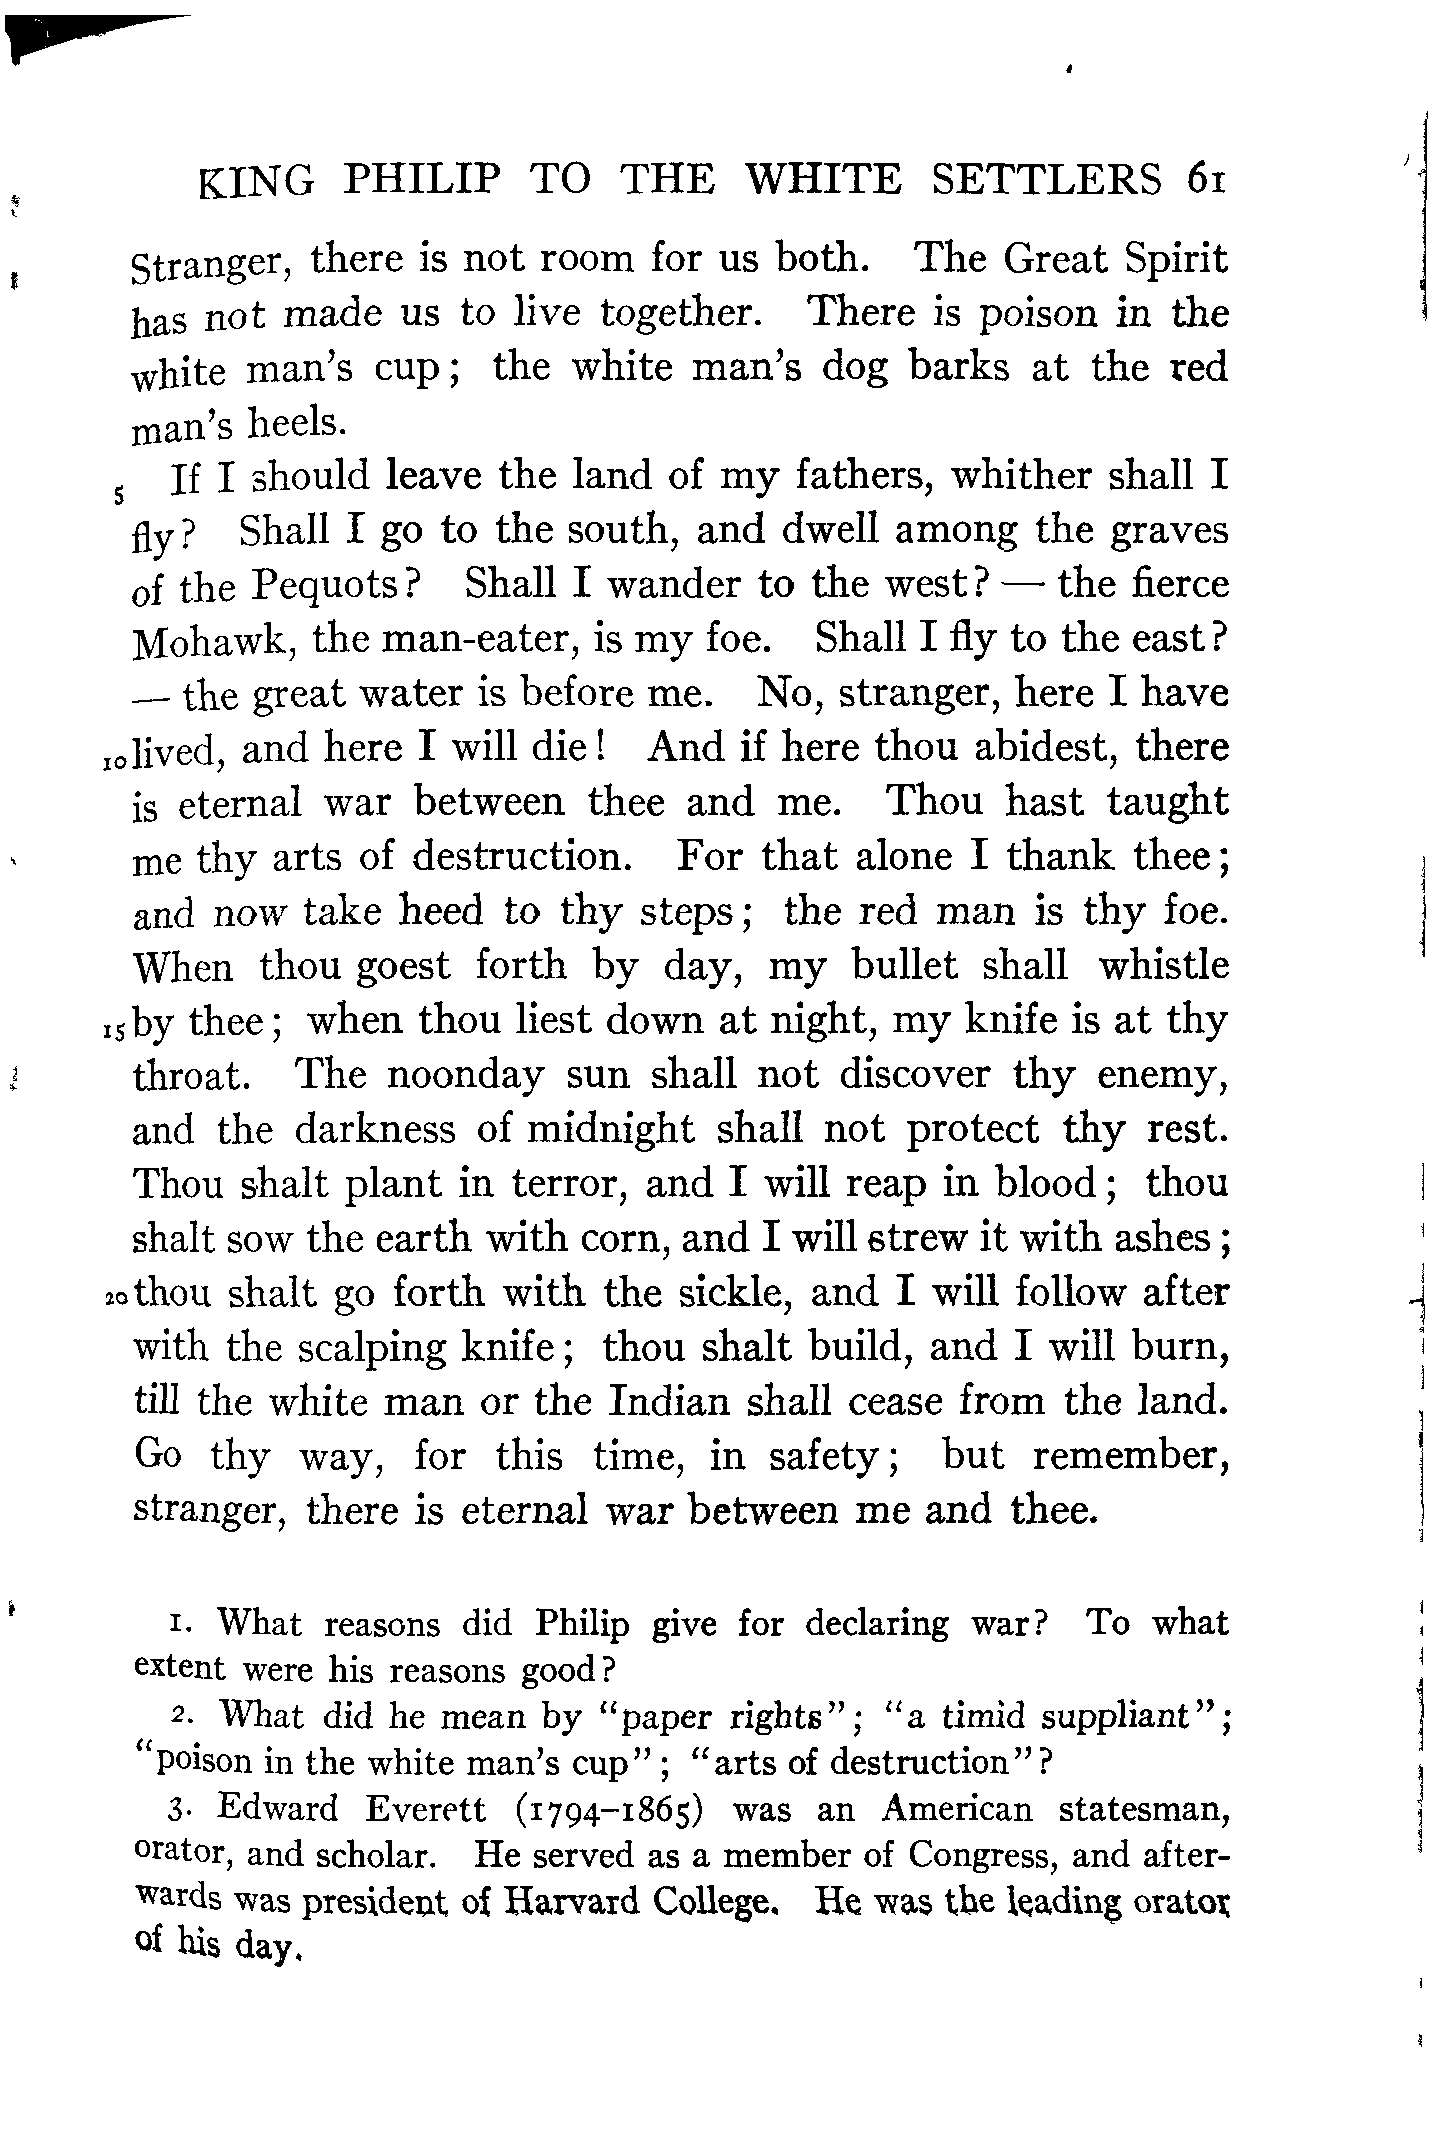 KING PHILIP TO THE WHITE SETTLERS 61
Stranger, there is not room for us both. The Great Spirit
has not made us to live together. There is poison in the
white man's cup; the white man's dog barks at the red
man's heels.
5 If I should leave the land of my fathers, whither shall I
fly? Shall I go to the south, and dwell among the graves
of the Pequots? Shall I wander to the west? — the fierce
Mohawk, the man-eater, is my foe. Shall I fly to the east?
— the great water is before me. No, stranger, here I have
10 lived, and here I will die! And if here thou abidest, there
is eternal war between thee and me. Thou hast taught
me thy arts of destruction. For that alone I thank thee;
and now take heed to thy steps; the red man is thy foe.
When thou goest forth by day, my bullet shall whistle
15 by thee; when thou liest down at night, my knife is at thy
throat. The noonday sun shall not discover thy enemy,
and the darkness of midnight shall not protect thy rest.
Thou shalt plant in terror, and I will reap in blood; thou
shalt sow the earth with corn, and I will strew it with ashes;
20 thou shalt go forth with the sickle, and I will follow after
with the scalping knife; thou shalt build, and I will burn,
till the white man or the Indian shall cease from the land.
Go thy way, for this time, in safety; but remember,
stranger, there is eternal war between me and thee.
1. What reasons did Philip give for declaring war? To what
extent were his reasons good?
2. What did he mean by "paper rights"; "a timid suppliant";
"poison in the white man's cup"; "arts of destruction"?
3. Edward Everett (1794–1865) was an American statesman,
orator, and scholar. He served as a member of Congress, and after-
wards was president of Harvard College. He was the leading orator
of his day.